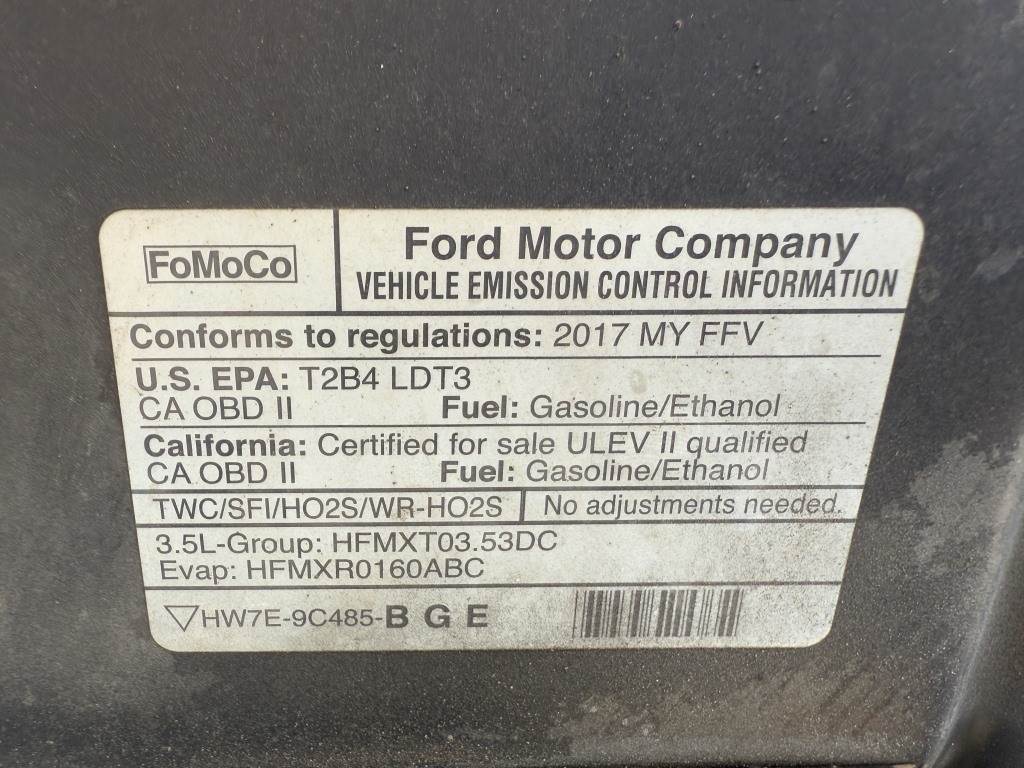 FoMoCo
Ford Motor Company
VEHICLE EMISSION CONTROL INFORMATION
Conforms to regulations: 2017 MY FFV
U.S. EPA: T2B4 LDT3
CA OBD II Fuel: Gasoline/Ethanol
California: Certified for sale ULEV II qualified
CA OBD II Fuel: Gasoline/Ethanol
TWC/SFI/HO2S/WR-HO2S No adjustments needed.
3.5L-Group: HFMXT03.53DC
Evap: HFMXR0160ABC
▽HW7E-9C485-B G E